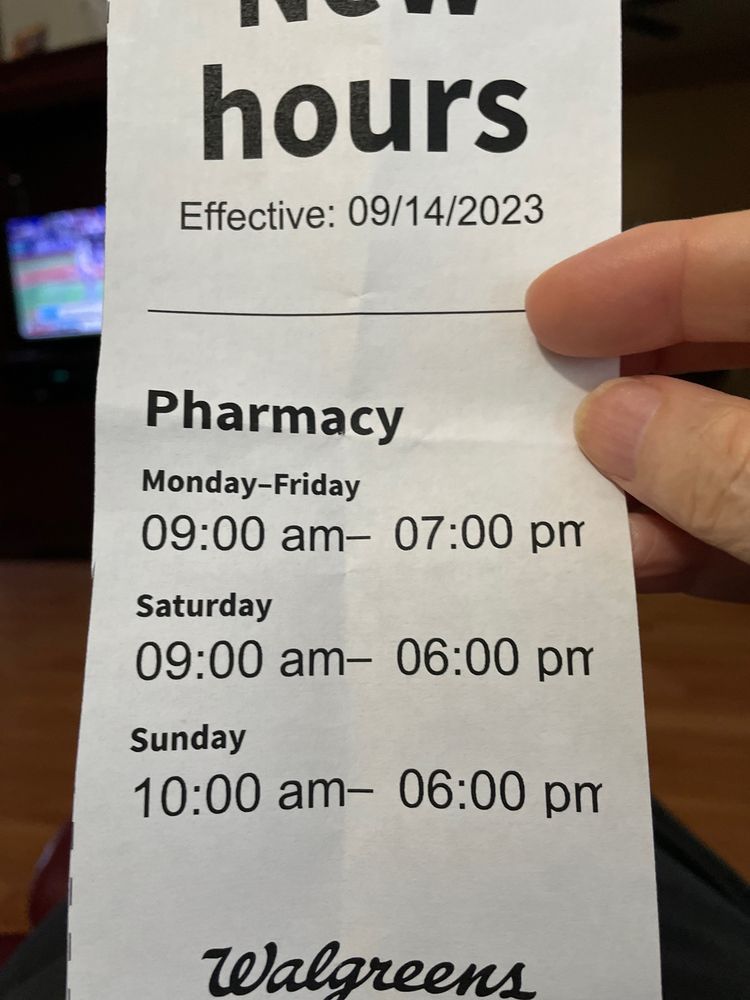 New
hours
Effective: 09/14/2023
Pharmacy
Monday–Friday
09:00 am– 07:00 pm
Saturday
09:00 am– 06:00 pm
Sunday
10:00 am– 06:00 pm
Walgreens